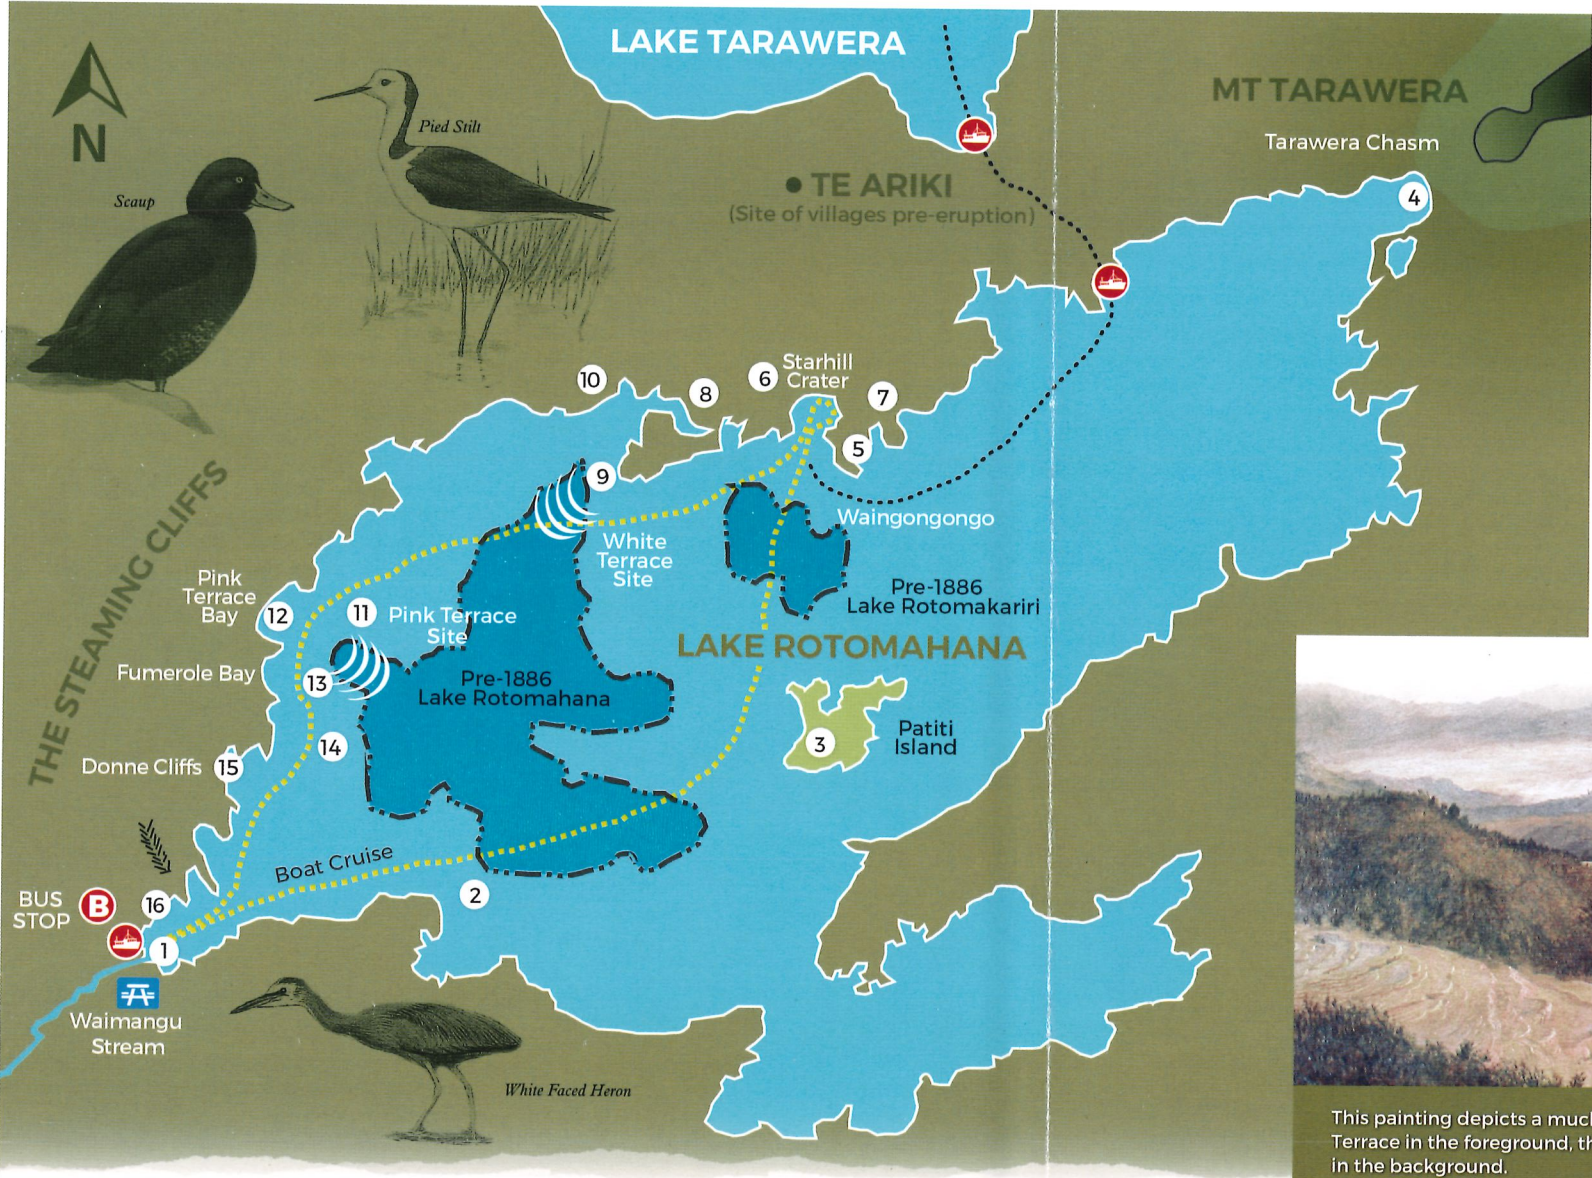 LAKE TARAWERA
MT TARAWERA
Tarawera Chasm
4
N
Pied Stilt
Scaup
TE ARIKI
(Site of villages pre-eruption)
Starhill
Crater
10
8
6
7
5
9
THE STEAMING CLIFFS
White
Terrace
Site
Waingongongo
Pre-1886
Lake Rotomakariri
Pink
Terrace
Bay
12
11
Pink Terrace
Site
LAKE ROTOMAHANA
Fumerole Bay
13
Pre-1886
Lake Rotomahana
14
3
Patiti
Island
Donne Cliffs
15
Boat Cruise
BUS
STOP
B
16
1
2
Waimangu
Stream
White Faced Heron
This painting depicts a muc
Terrace in the foreground, th
in the background.